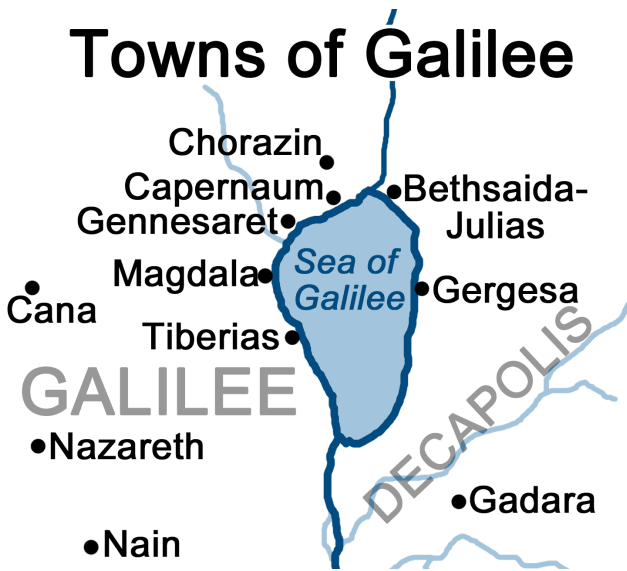 Towns of Galilee
Chorazin
Capernaum
Bethsaida-
Julias
Gennesaret
Sea of
Galilee
Magdala
Gergesa
Cana
Tiberias
GALILEE
DECAPOLIS
Nazareth
Gadara
Nain